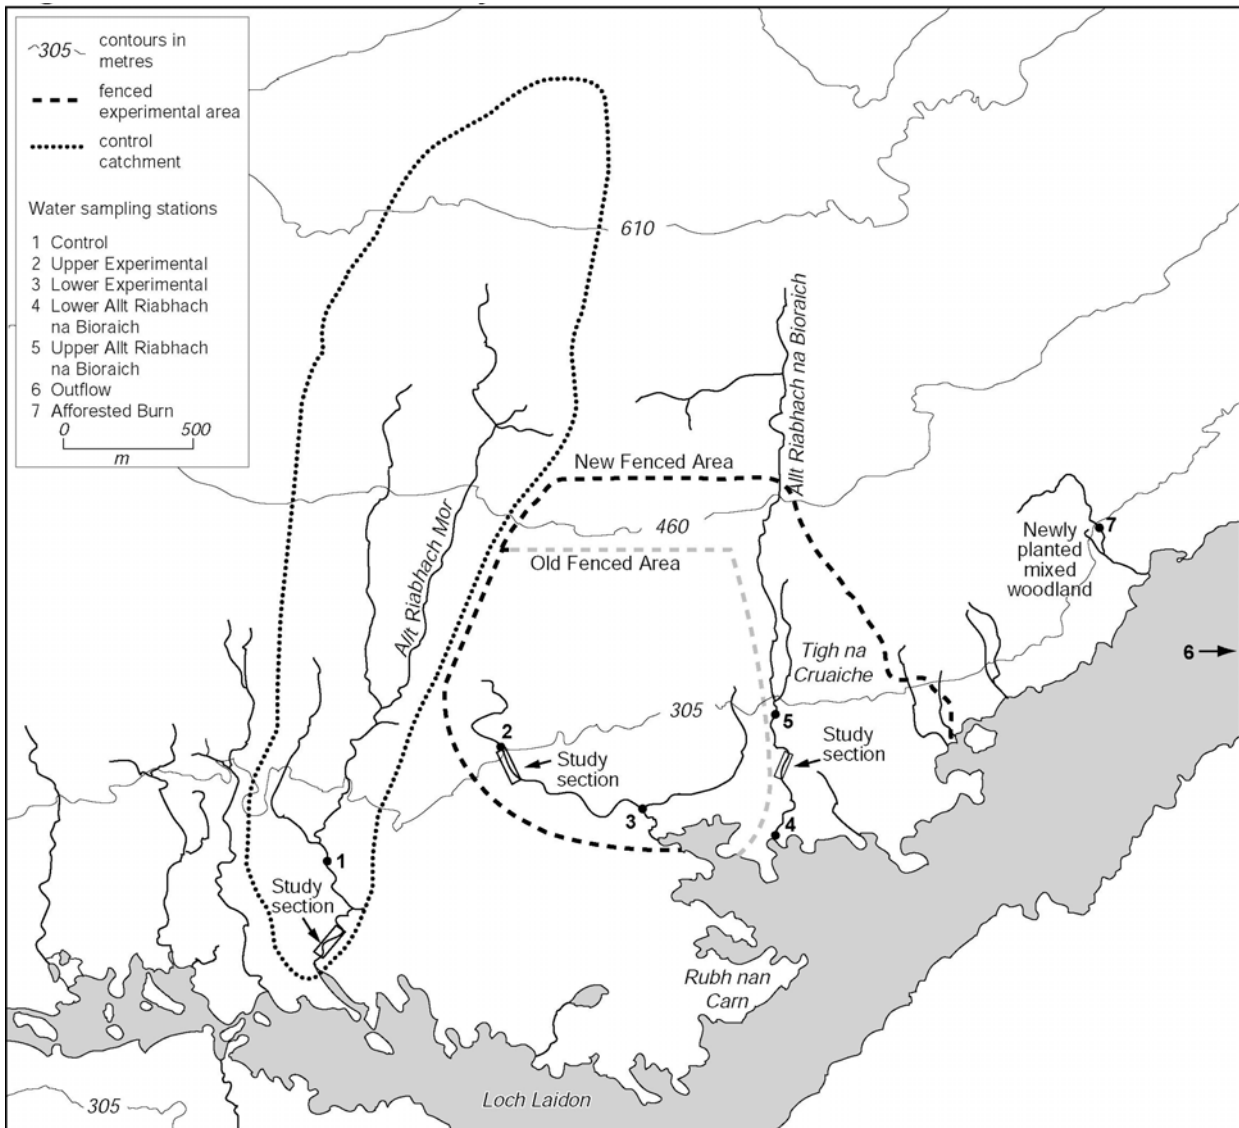 305
contours in
metres
fenced
experimental area
control
catchment
Water sampling stations
1 Control
2 Upper Experimental
3 Lower Experimental
4 Lower Allt Riabhach
na Bioraich
5 Upper Allt Riabhach
na Bioraich
6 Outflow
7 Afforested Burn
0 500
m
610
Allt Riabhach na Bioraich
New Fenced Area
460
Old Fenced Area
Allt Riabhach Mor
7
Newly
planted
mixed
woodland
6
Tigh na
Cruaiche
305
5
2
Study
section
Study
section
3
4
1
Study
section
Rubh nan
Carn
Loch Laidon
305